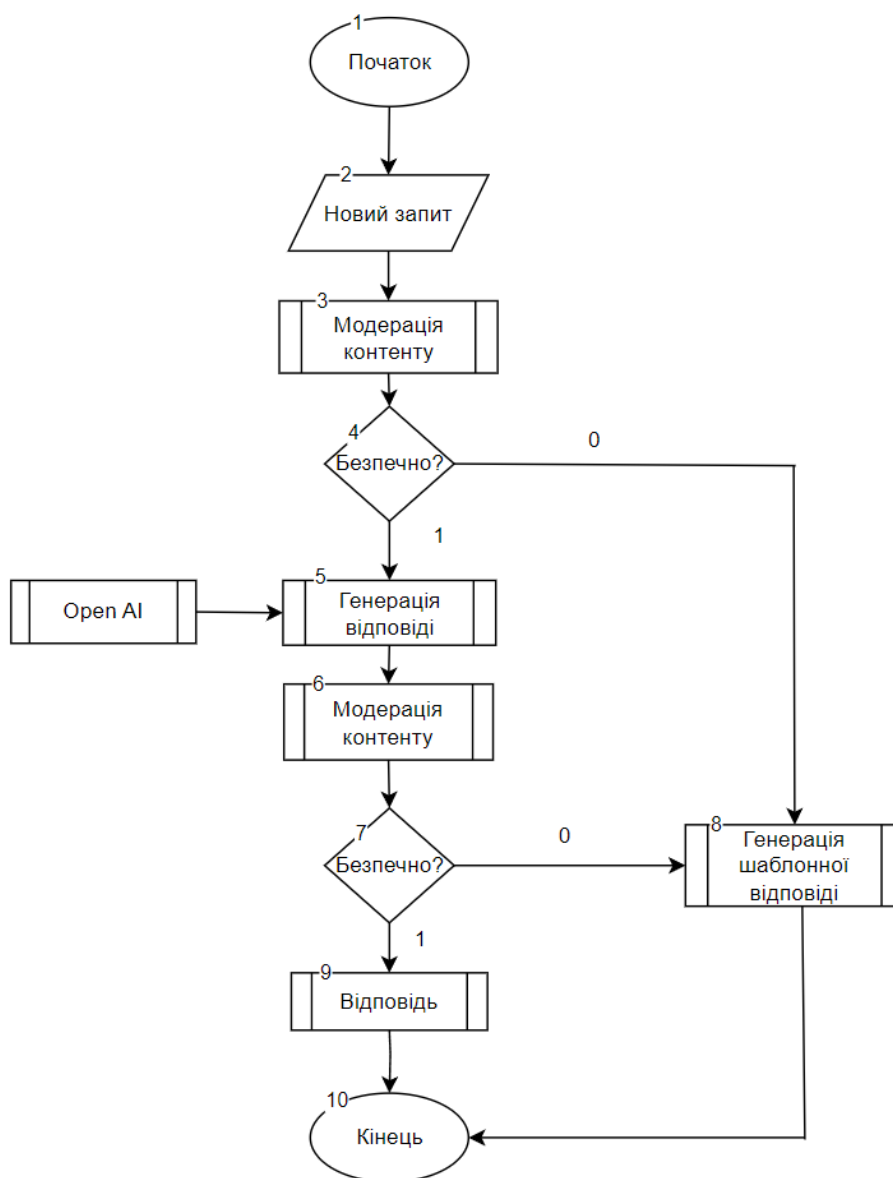 1
Початок
2
Новий запит
3
Модерація
контенту
4
Безпечно?
0
1
Open AI
5
Генерація
відповіді
6
Модерація
контенту
7
Безпечно?
0
1
8
Генерація
шаблонної
відповіді
9
Відповідь
10
Кінець